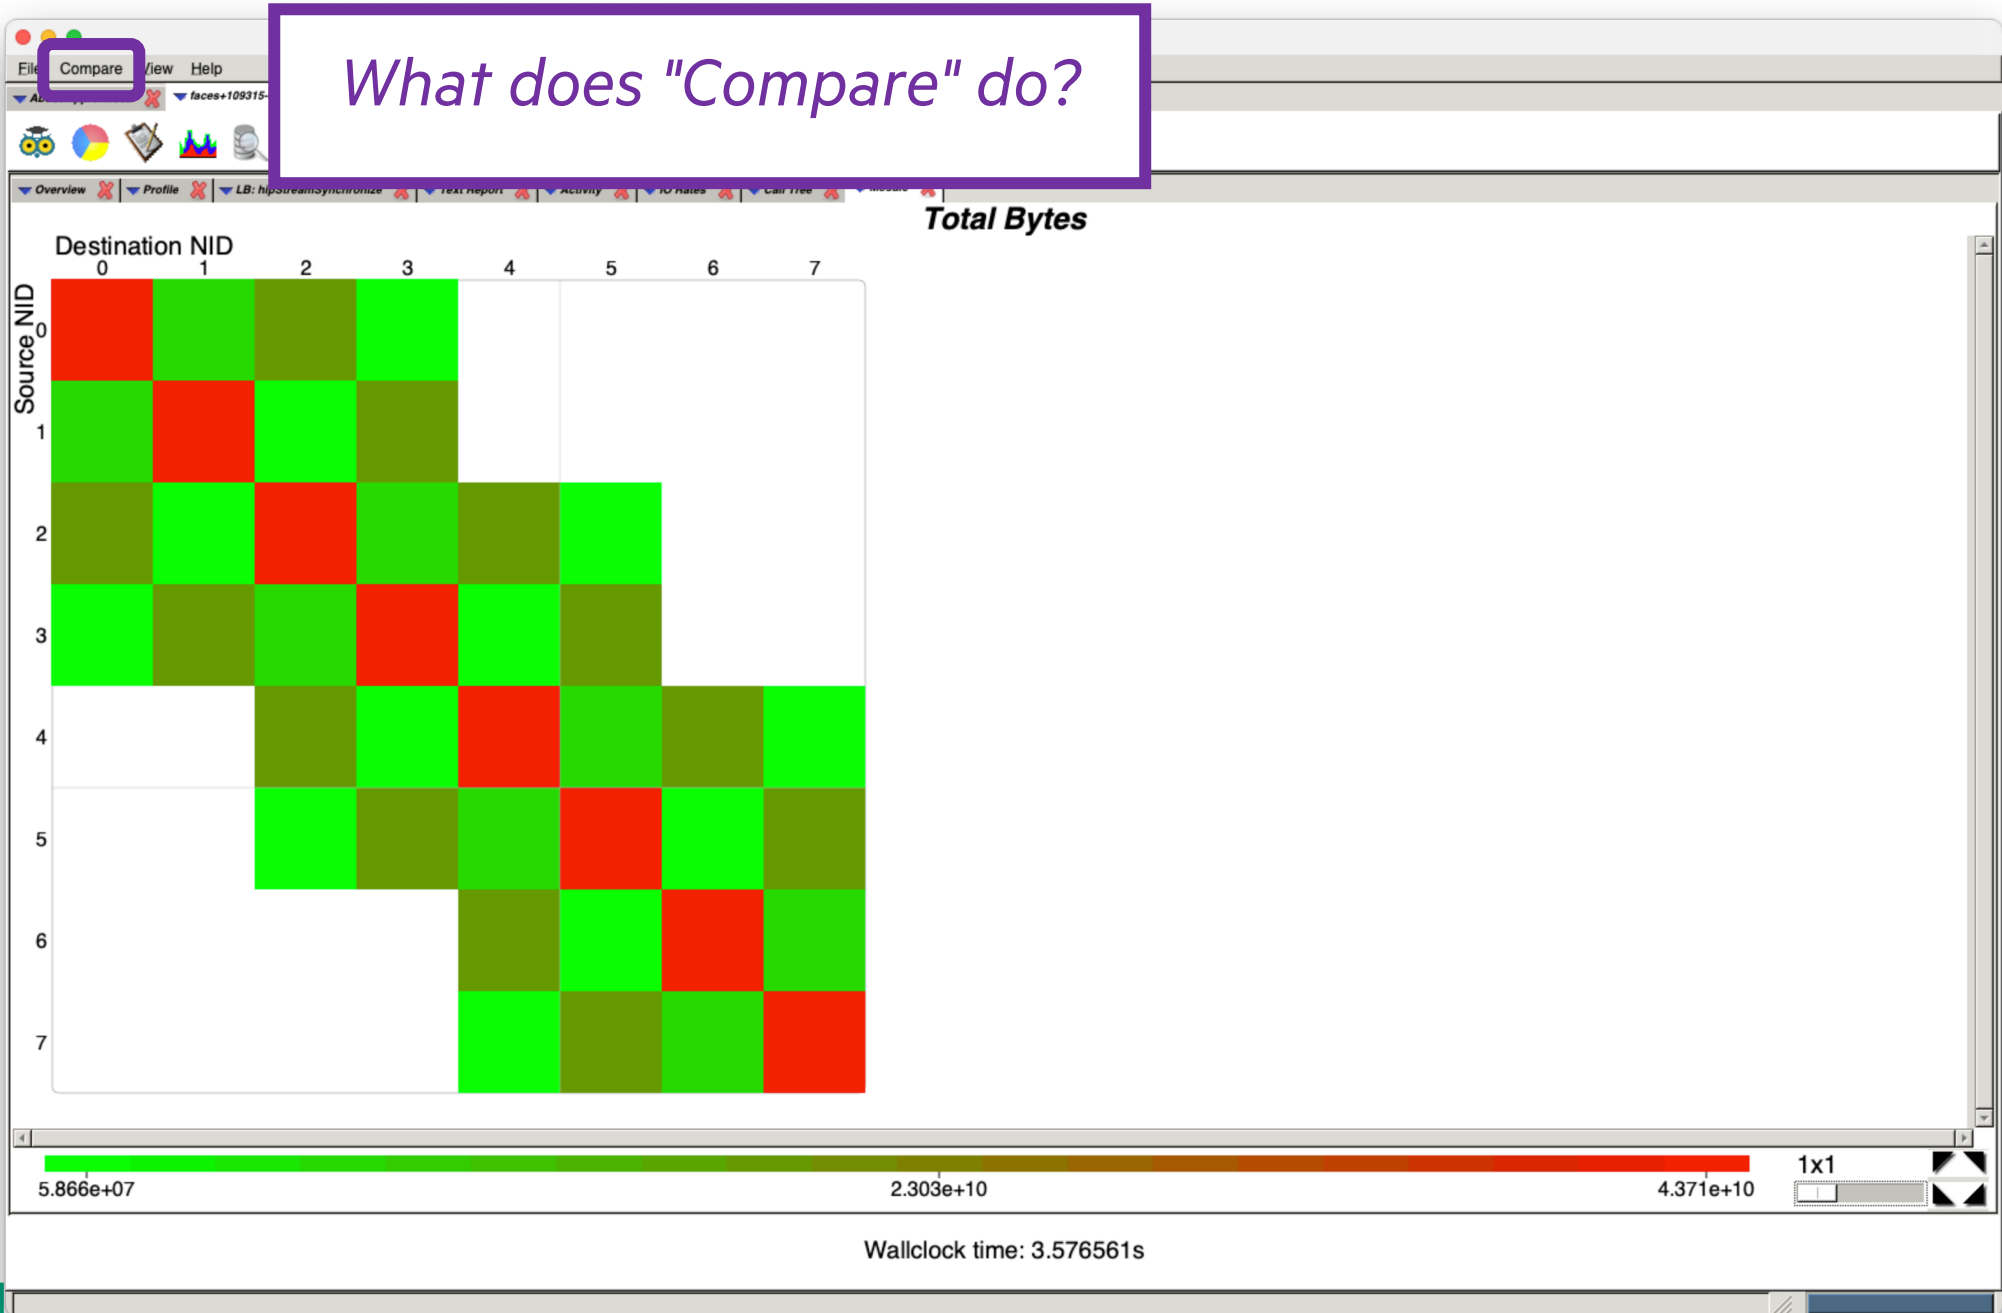 What does "Compare" do?
File Compare View Help
faces+109315-
Overview Profile LB: hipStreamSynchronize Text Report Activity IO Rates Call Tree Mosaic
Total Bytes
Destination NID
0 1 2 3 4 5 6 7
Source NID
0
1
2
3
4
5
6
7
5.866e+07 2.303e+10 4.371e+10
1x1
Wallclock time: 3.576561s